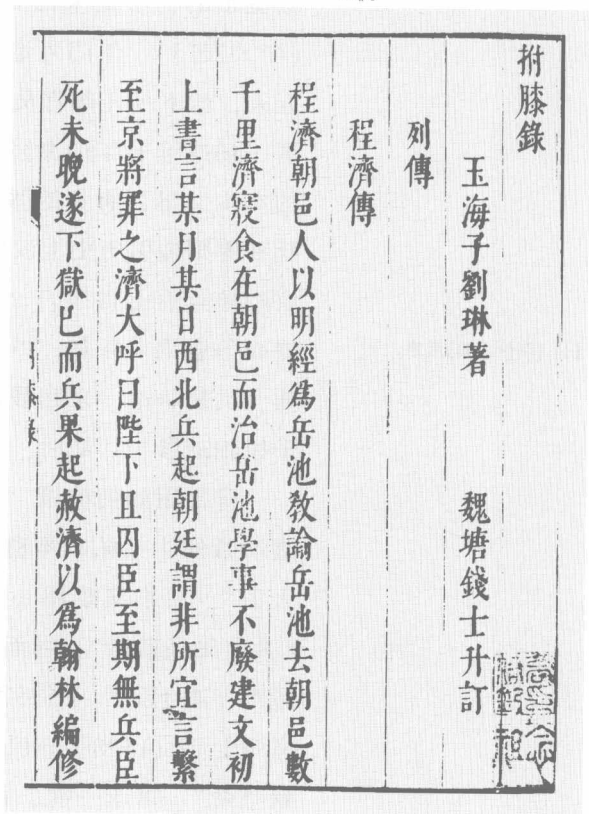 拊膝錄
玉海子劉琳著　魏塘錢士升訂
列傳
程濟傳
程濟朝邑人以明經爲岳池敎諭岳池去朝邑數
千里濟寢食在朝邑而治岳池學事不廢建文初
上書言某月某日西北兵起朝廷謂非所宜言繫
至京將罪之濟大呼曰陛下且囚臣至期無兵臣
死未晚遂下獄已而兵果起赦濟以爲翰林編修
拊膝錄